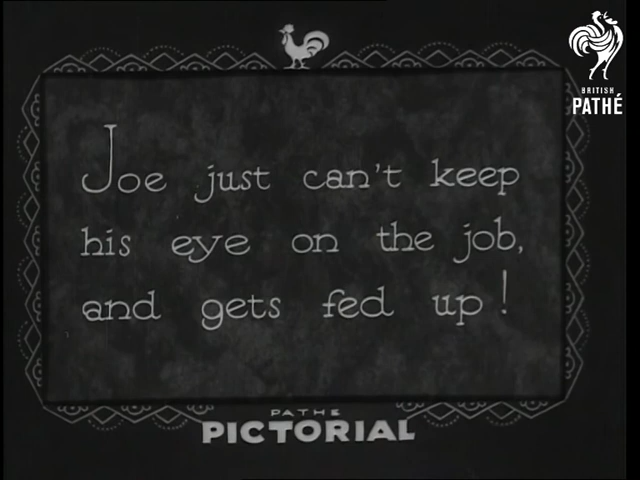 BRITISH
PATHÉ
Joe just can't keep
his eye on the job,
and gets fed up!
PATHE
PICTORIAL